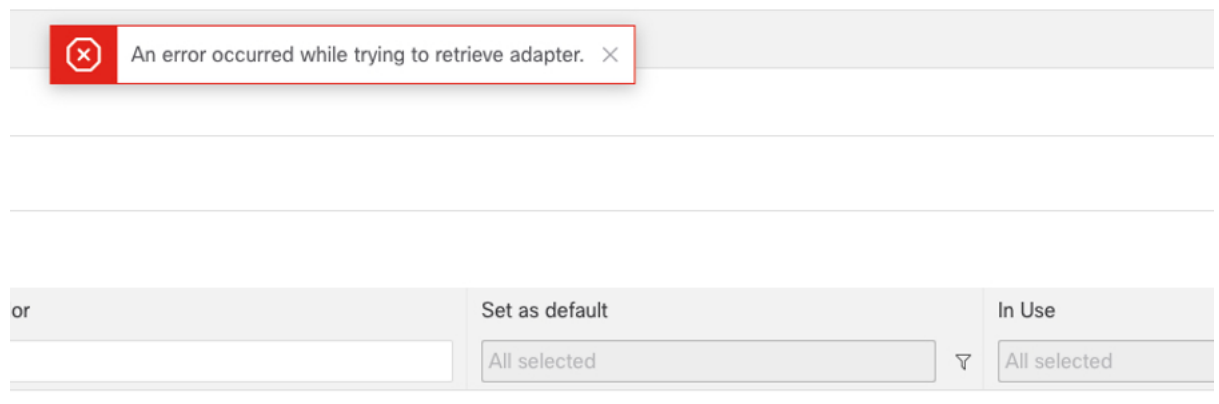 An error occurred while trying to retrieve adapter.
or
Set as default
In Use
All selected
All selected